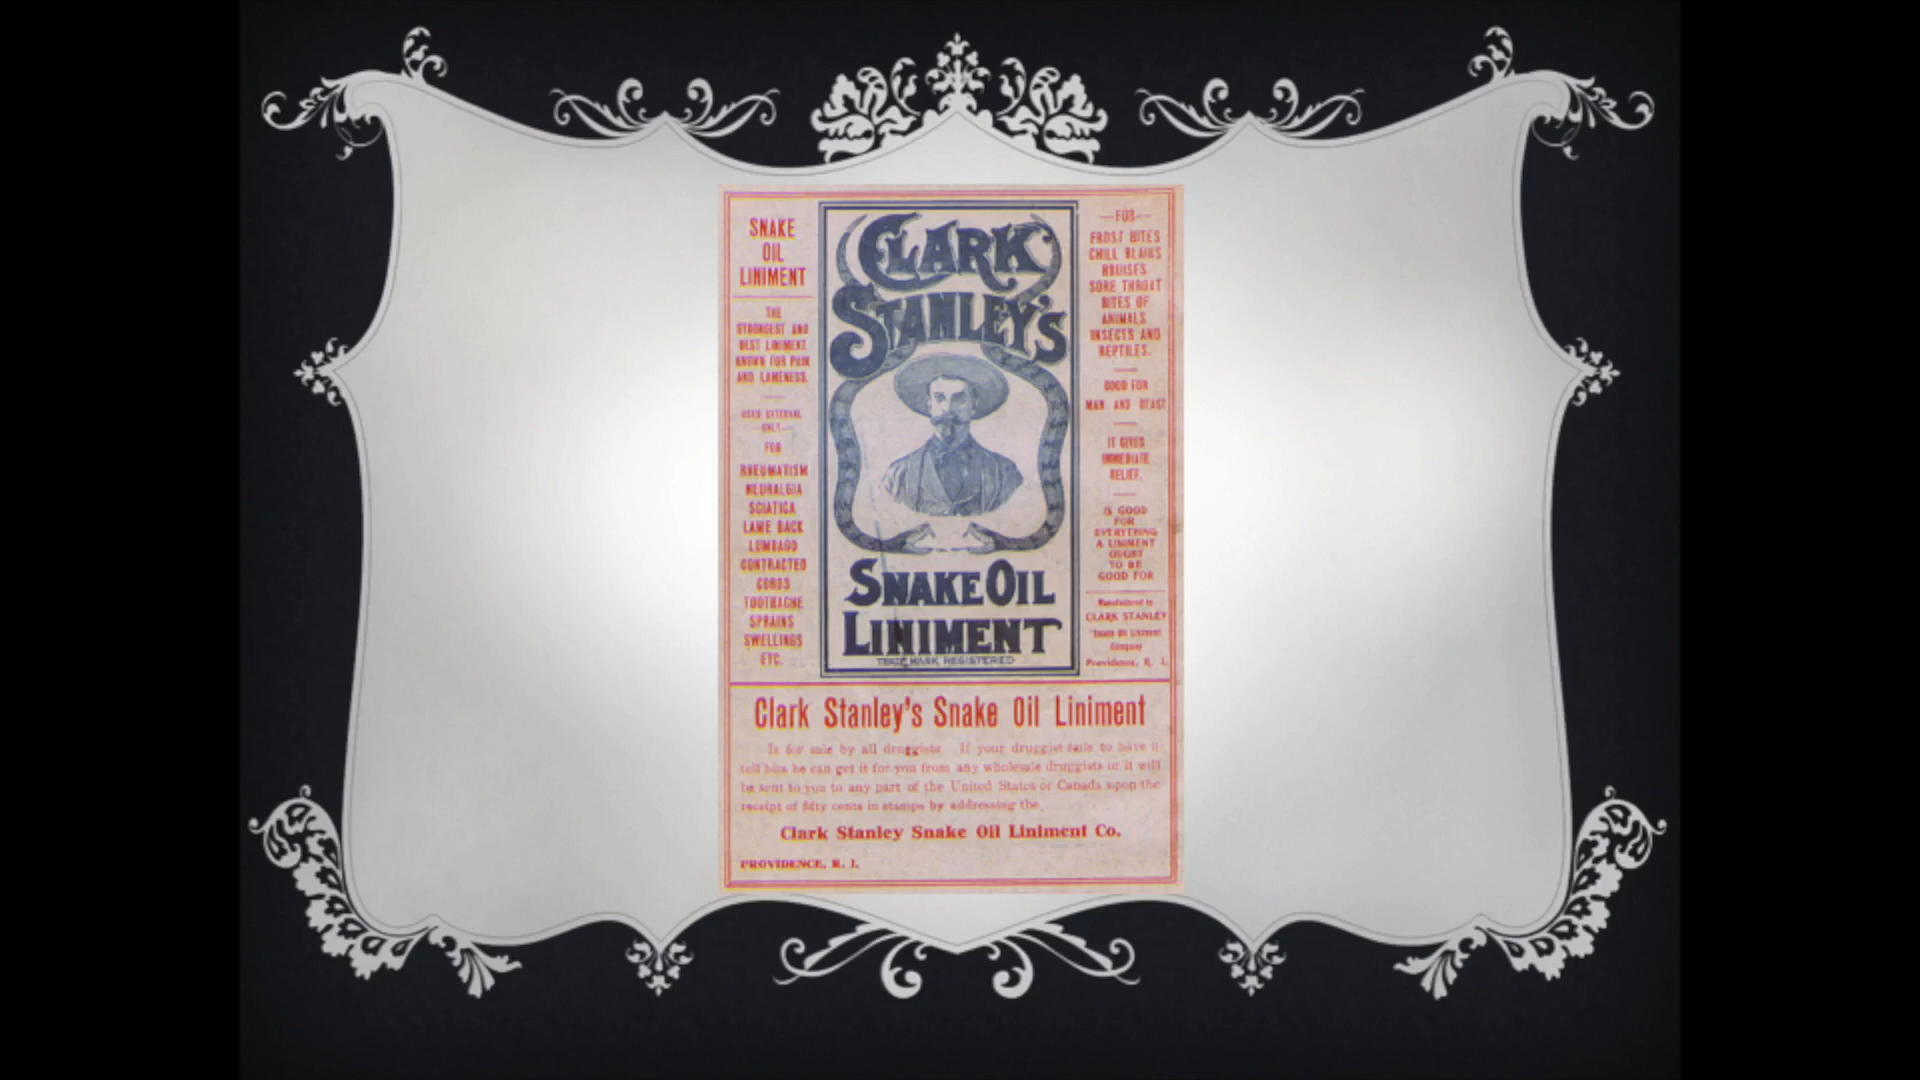 SNAKE
OIL
LINIMENT
THE
STRONGEST AND
BEST LINIMENT
KNOWN FOR PAIN
AND LAMENESS.
USED EXTERNAL
ONLY
FOR
RHEUMATISM
NEURALGIA
SCIATICA
LAME BACK
LUMBAGO
CONTRACTED
CORDS
TOOTHACHE
SPRAINS
SWELLINGS
ETC.
CLARK
STANLEY'S
SNAKE OIL
LINIMENT
TRADE MARK REGISTERED
—FOR—
FROST BITES
CHILL BLAINS
BRUISES
SORE THROAT
BITES OF
ANIMALS
INSECTS AND
REPTILES.
GOOD FOR
MAN AND BEAST
IT GIVES
IMMEDIATE
RELIEF.
IS GOOD
FOR
EVERYTHING
A LINIMENT
OUGHT
TO BE
GOOD FOR
Manufactured by
CLARK STANLEY
Snake Oil Liniment
Company
Providence, R. I.
Clark Stanley's Snake Oil Liniment
Is for sale by all druggists. If your druggist fails to have it
tell him he can get it for you from any wholesale druggists or it will
be sent to you to any part of the United States or Canada upon the
receipt of fifty cents in stamps by addressing the
Clark Stanley Snake Oil Liniment Co.
PROVIDENCE, R. I.